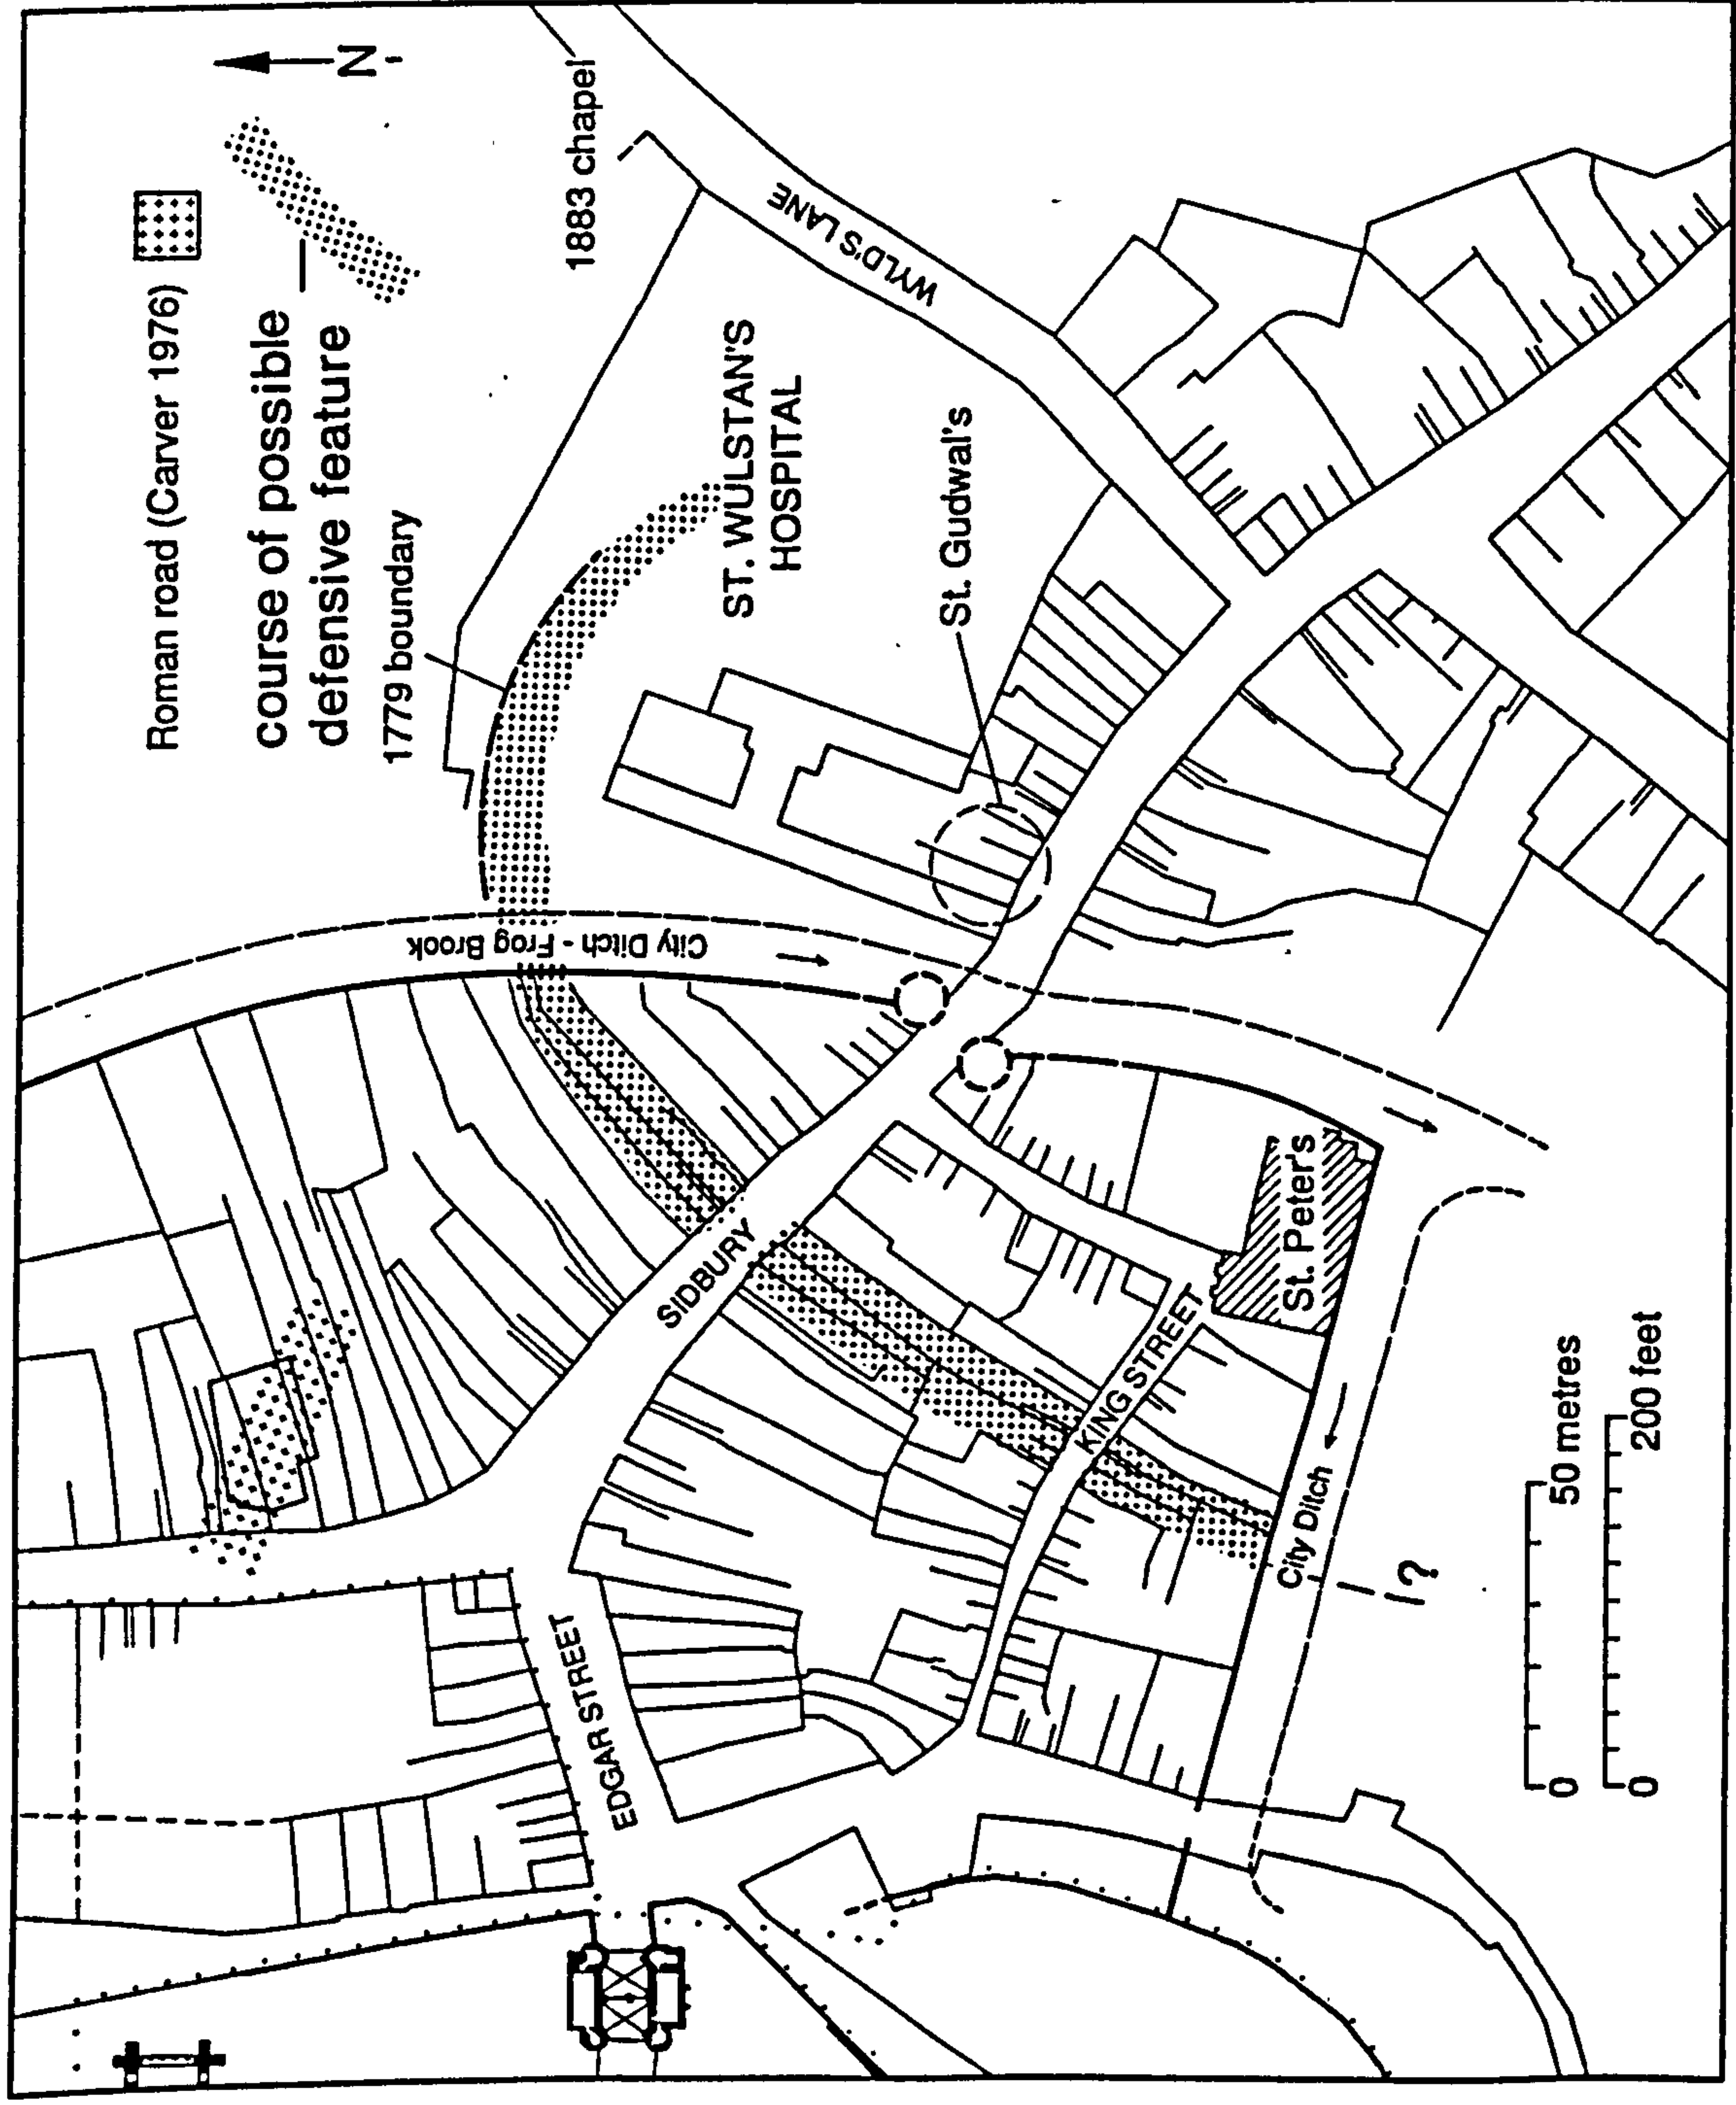 Roman road (Carver 1976)
course of possible
defensive feature
1779 boundary
N
1883 chapel
ST. WULSTAN'S
HOSPITAL
St. Gudwal's
WYLD'S LANE
City Ditch - Frog Brook
SIDBURY
EDGAR STREET
KING STREET
St. Peter's
City Ditch
?
0
50 metres
0
200 feet